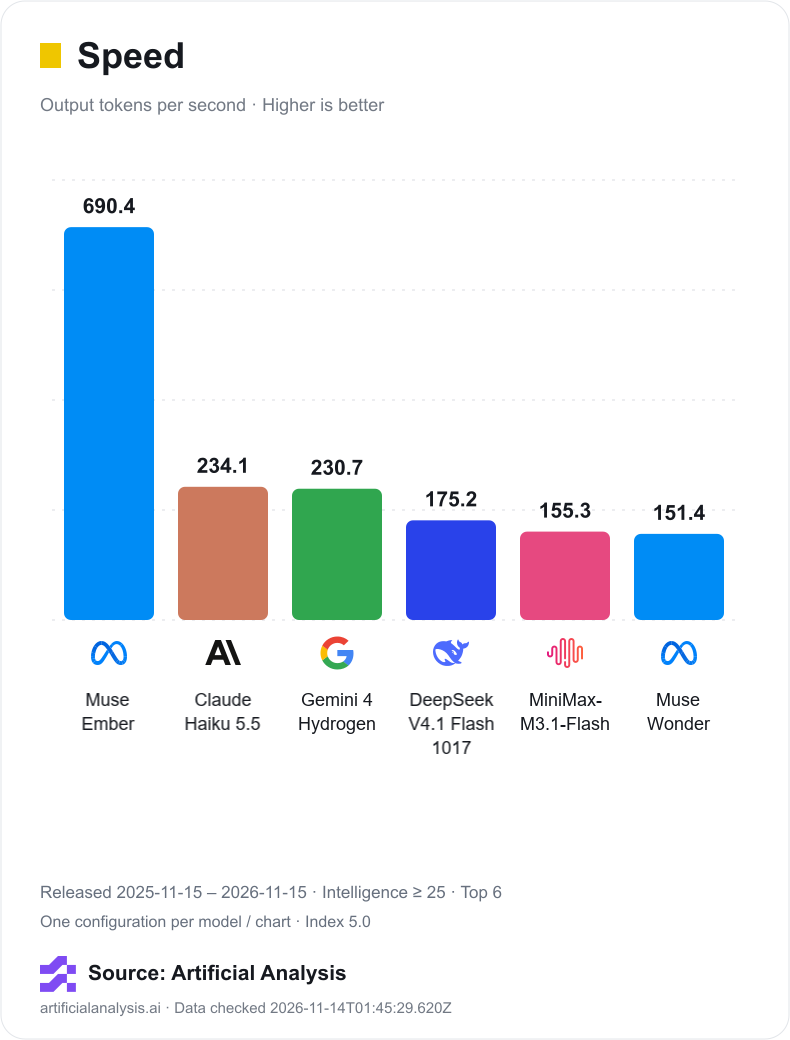 Speed
Output tokens per second · Higher is better
690.4
234.1
230.7
175.2
155.3
151.4
Muse
Ember
Claude
Haiku 5.5
Gemini 4
Hydrogen
DeepSeek
V4.1 Flash
1017
MiniMax-
M3.1-Flash
Muse
Wonder
Released 2025-11-15 – 2026-11-15 · Intelligence ≥ 25 · Top 6
One configuration per model / chart · Index 5.0
Source: Artificial Analysis
artificialanalysis.ai · Data checked 2026-11-14T01:45:29.620Z